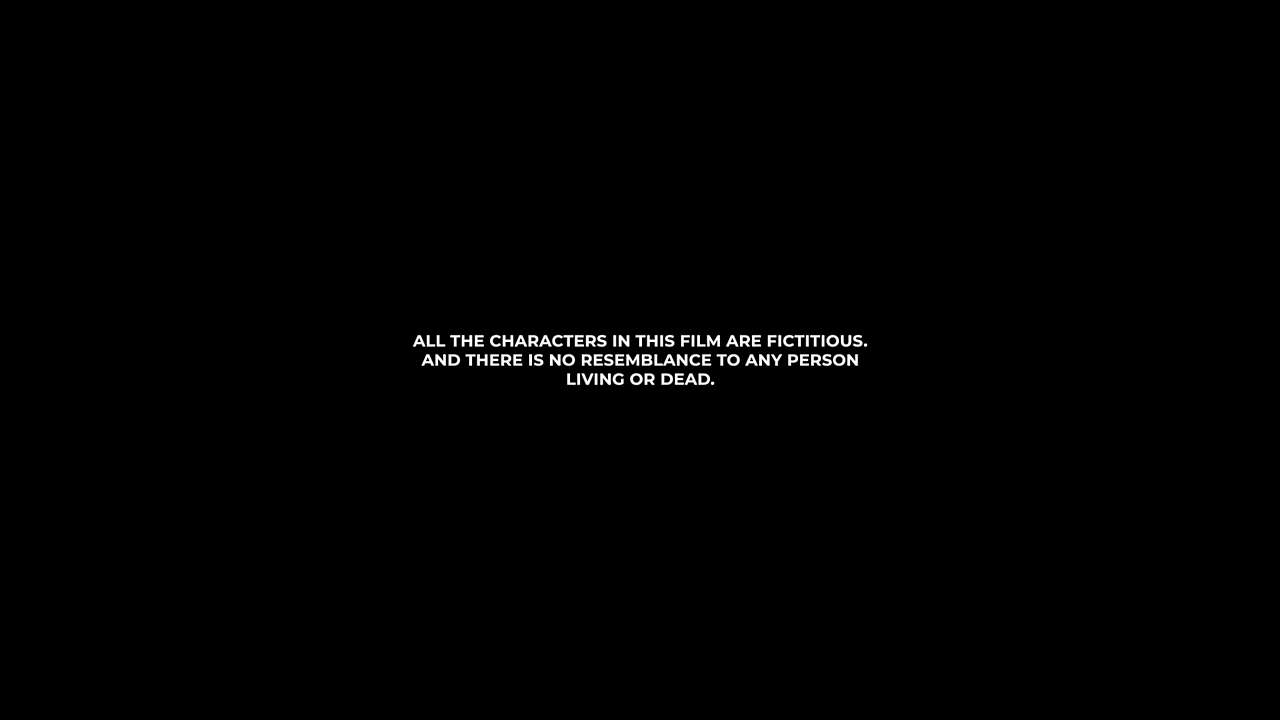 ALL THE CHARACTERS IN THIS FILM ARE FICTITIOUS.
AND THERE IS NO RESEMBLANCE TO ANY PERSON
LIVING OR DEAD.